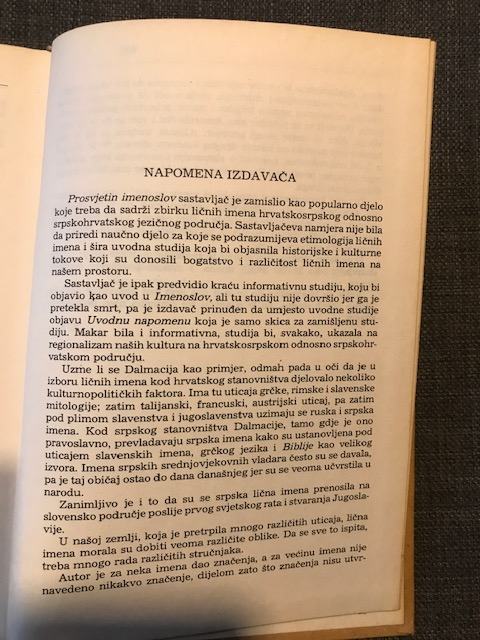 NAPOMENA IZDAVAČA
Prosvjetin imenoslov sastavljač je zamislio kao popularno djelo
koje treba da sadrži zbirku ličnih imena hrvatskosrpskog odnosno
srpskohrvatskog jezičnog područja. Sastavljačeva namjera nije bila
da priredi naučno djelo za koje se podrazumijeva etimologija ličnih
imena i šira uvodna studija koja bi objasnila historijske i kulturne
tokove koji su donosili bogatstvo i različitost ličnih imena na
našem prostoru.
Sastavljač je ipak predvidio kraću informativnu studiju, koju bi
objavio kao uvod u Imenoslov, ali tu studiju nije dovršio jer ga je
pretekla smrt, pa je izdavač prinuđen da umjesto uvodne studije
objavu Uvodnu napomenu koja je samo skica za zamišljenu stu-
diju. Makar bila i informativna, studija bi, svakako, ukazala na
regionalizam naših kultura na hrvatskosrpskom odnosno srpskohr-
vatskom području.
Uzme li se Dalmacija kao primjer, odmah pada u oči da je u
izboru ličnih imena kod hrvatskog stanovništva djelovalo nekoliko
kulturnopolitičkih faktora. Ima tu uticaja grčke, rimske i slavenske
mitologije; zatim talijanski, francuski, austrijski uticaj, pa zatim
pod plimom slavenstva i jugoslavenstva uzimaju se ruska i srpska
imena. Kod srpskog stanovništva Dalmacije, tamo gdje je ono
pravoslavno, prevladavaju srpska imena kako su ustanovljena pod
uticajem slavenskih imena, grčkog jezika i Biblije kao velikog
izvora. Imena srpskih srednjovjekovnih vladara često su se davala,
pa je taj običaj ostao do dana današnjeg jer su se veoma učvrstila u
narodu.
Zanimljivo je i to da su se srpska lična imena prenosila na
slovensko područje poslije prvog svjetskog rata i stvaranja Jugosla-
vije.
U našoj zemlji, koja je pretrpila mnogo različitih uticaja, lična
imena morala su dobiti veoma različite oblike. Da sve to ispita,
treba mnogo rada različitih stručnjaka.
Autor je za neka imena dao značenja, a za većinu imena nije
navedeno nikakvo značenje, dijelom zato što značenja nisu utvr-